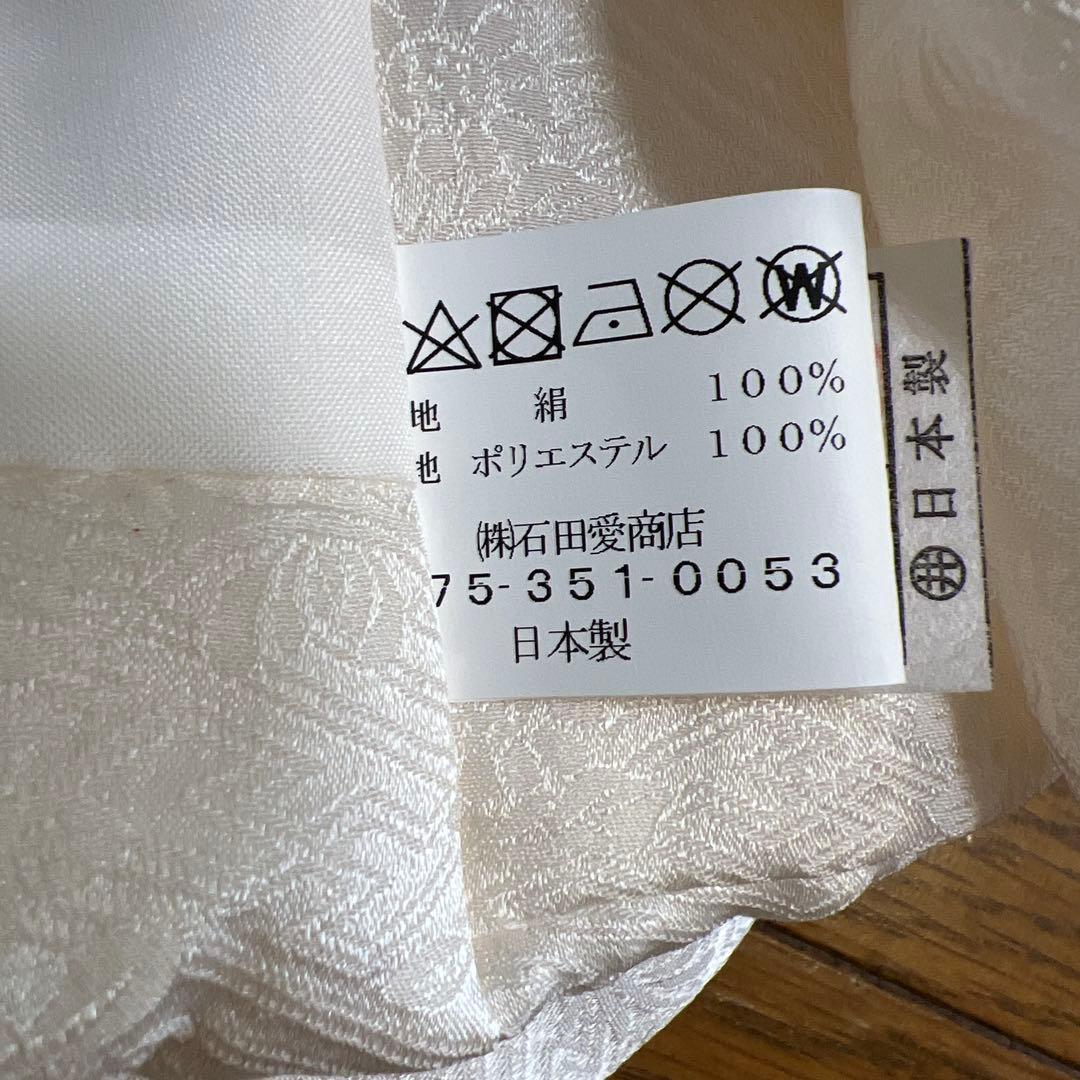 地 絹 100%
地 ポリエステル 100%
㈱石田愛商店
75-351-0053
日本製
㊓日本製